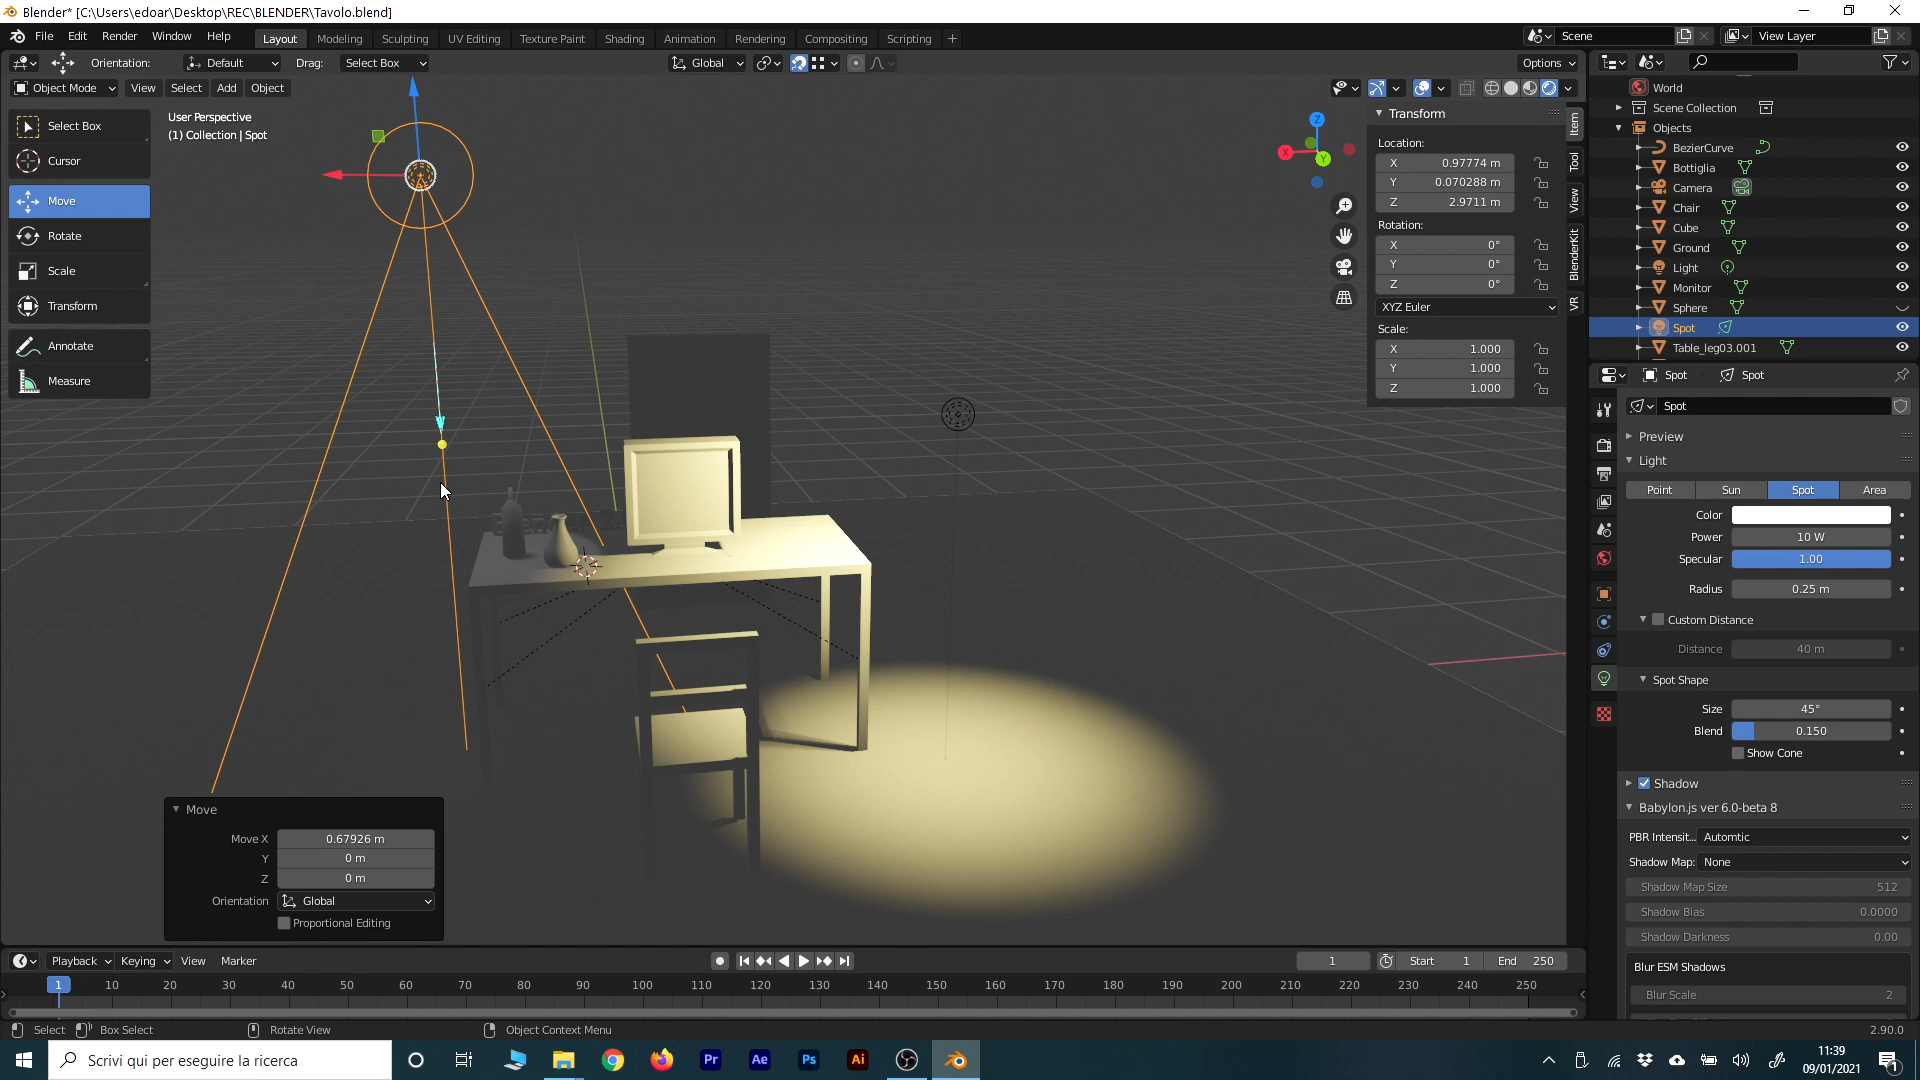 Blender* [C:\Users\edoar\Desktop\REC\BLENDER\Tavolo.blend]
File Edit Render Window Help Layout Modeling Sculpting UV Editing Texture Paint Shading Animation Rendering Compositing Scripting + Scene View Layer
Orientation: Default Drag: Select Box Global Options
Object Mode View Select Add Object
User Perspective
(1) Collection | Spot
Select Box
Cursor
Move
Rotate
Scale
Transform
Annotate
Measure
Z
X
Y
Transform
Location:
X 0.97774 m
Y 0.070288 m
Z 2.9711 m
Rotation:
X 0°
Y 0°
Z 0°
XYZ Euler
Scale:
X 1.000
Y 1.000
Z 1.000
Item
Tool
View
BlenderKit
VR
World
Scene Collection
Objects
BezierCurve
Bottiglia
Camera
Chair
Cube
Ground
Light
Monitor
Sphere
Spot
Table_leg03.001
Spot Spot
Spot
Preview
Light
Point Sun Spot Area
Color
Power 10 W
Specular 1.00
Radius 0.25 m
Custom Distance
Distance 40 m
Spot Shape
Size 45°
Blend 0.150
Show Cone
Shadow
Babylon.js ver 6.0-beta 8
PBR Intensit... Automtic
Shadow Map: None
Shadow Map Size 512
Shadow Bias 0.0000
Shadow Darkness 0.00
Blur ESM Shadows
Blur Scale 2
Move
Move X 0.67926 m
Y 0 m
Z 0 m
Orientation Global
Proportional Editing
Playback Keying View Marker 1 Start 1 End 250
1 10 20 30 40 50 60 70 80 90 100 110 120 130 140 150 160 170 180 190 200 210 220 230 240 250
Select Box Select Rotate View Object Context Menu 2.90.0
Scrivi qui per eseguire la ricerca
Pr Ae Ps Ai
11:39
09/01/2021
1